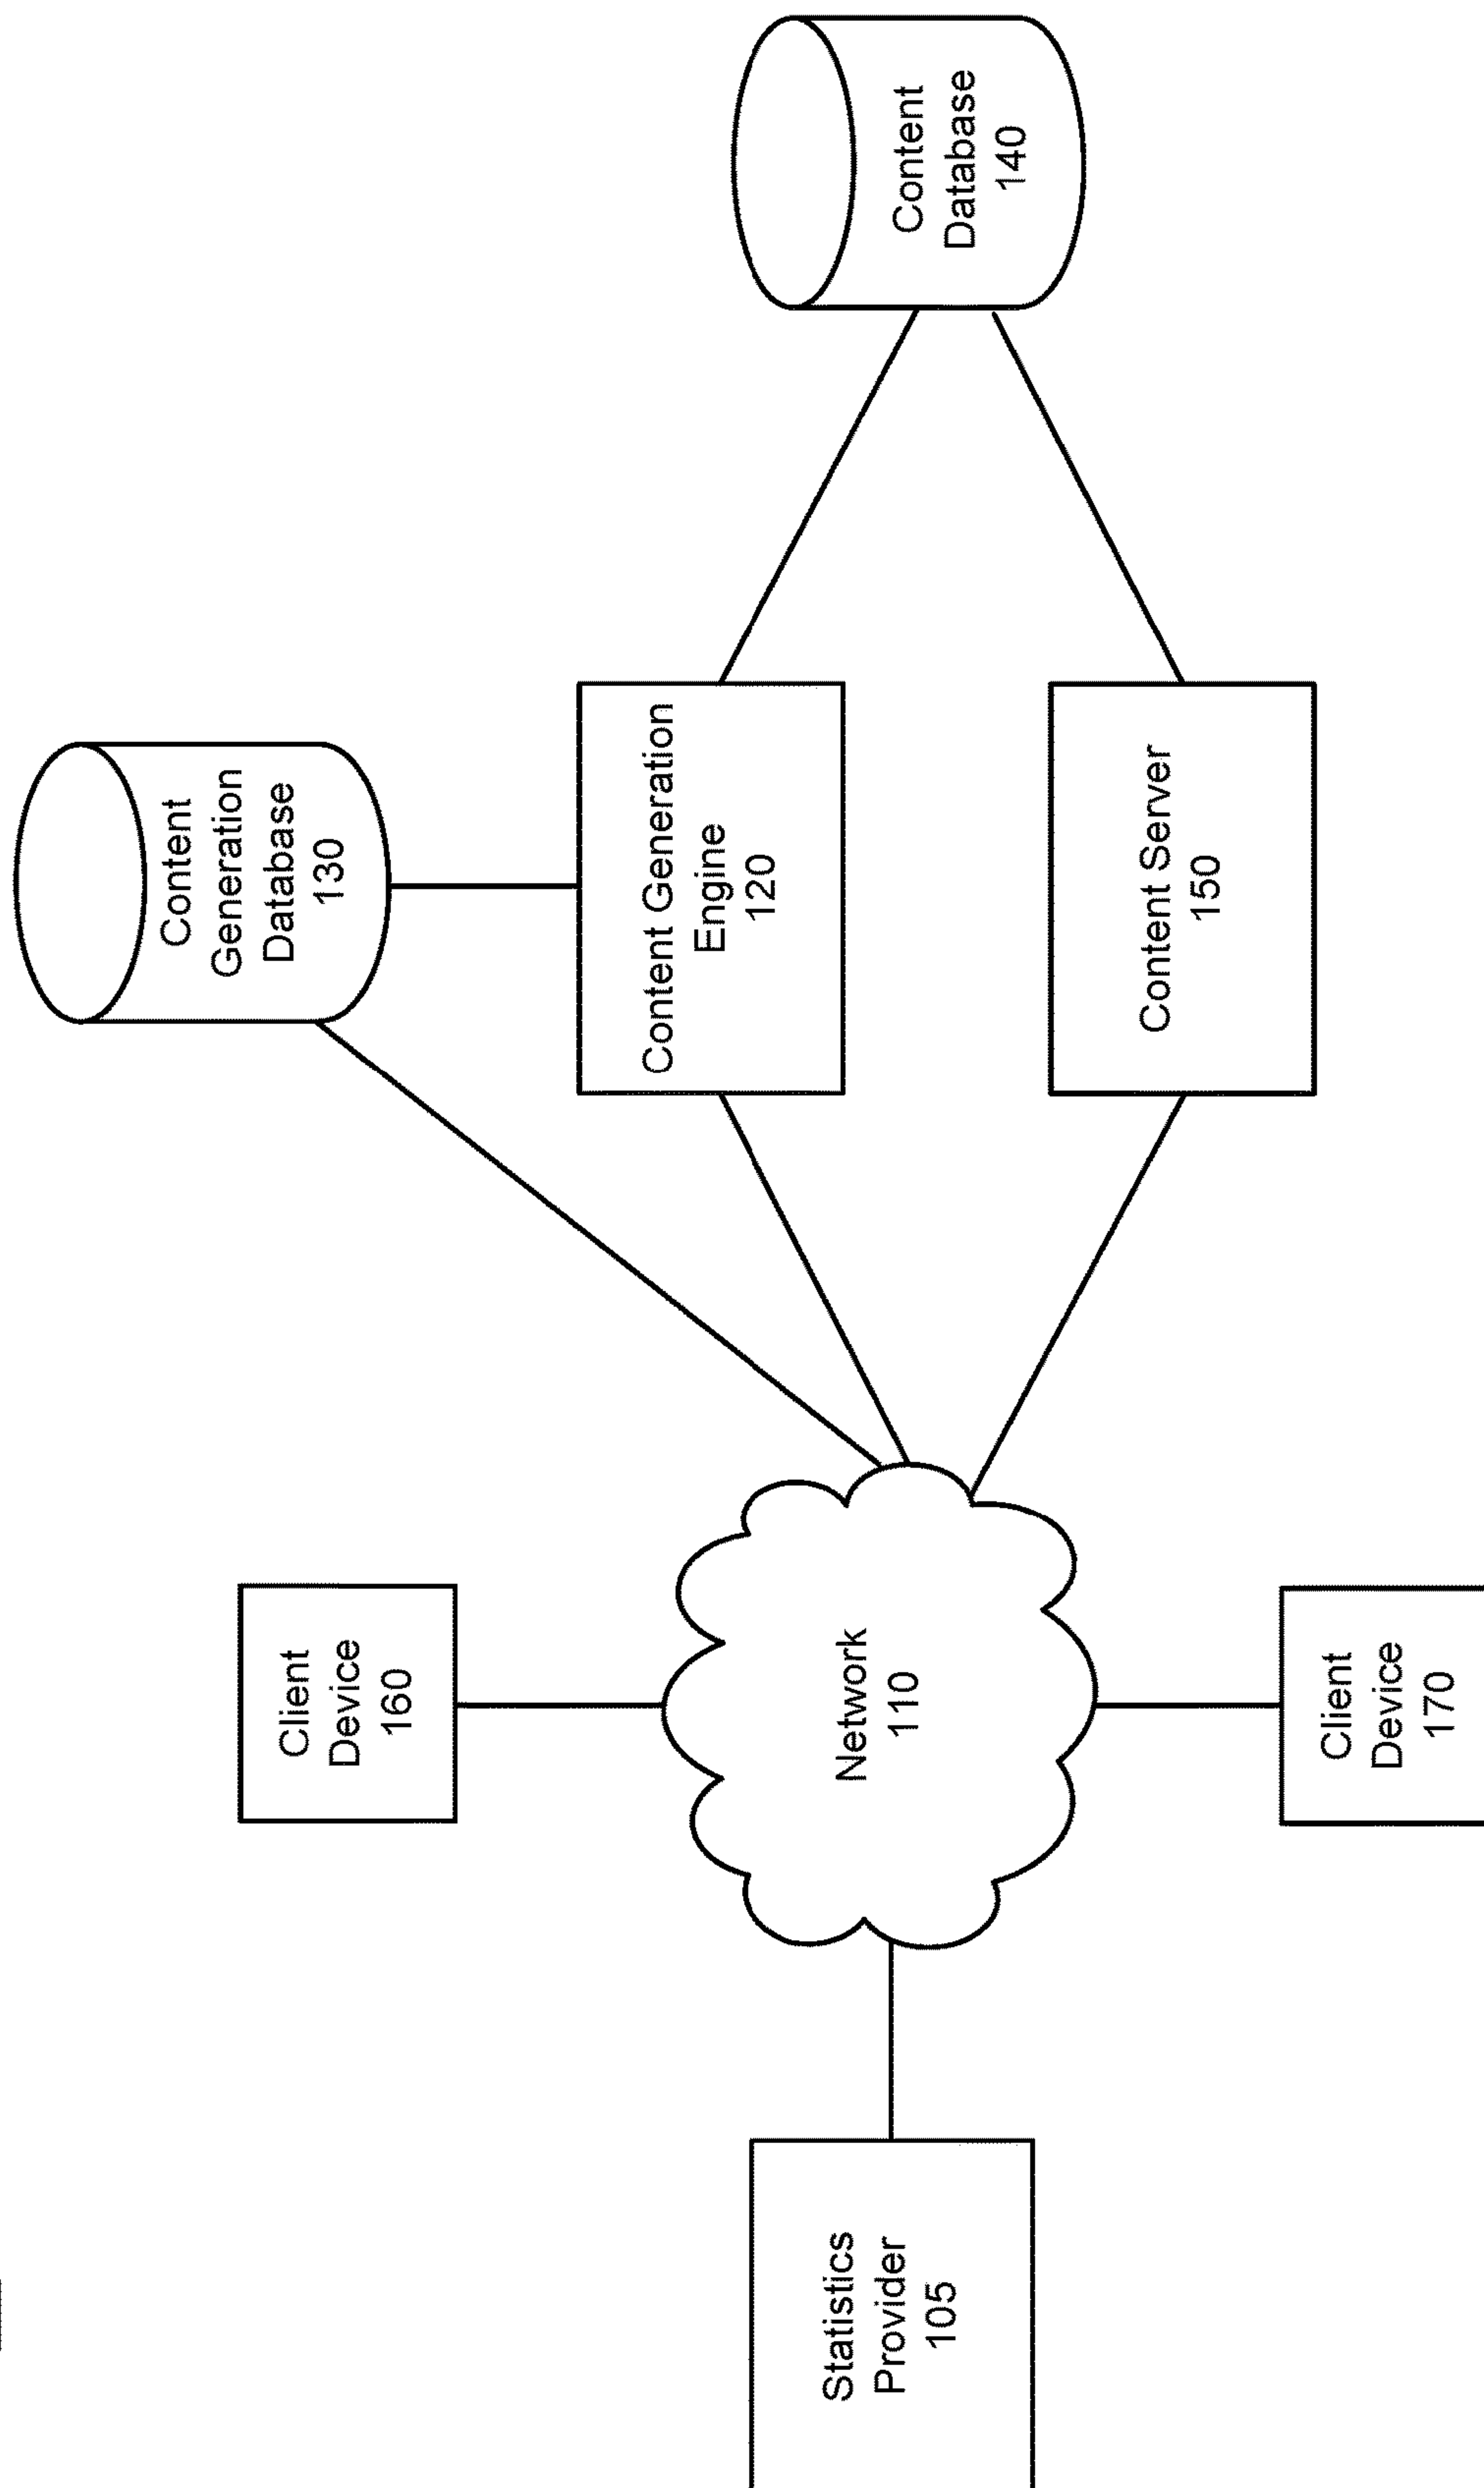 Statistics
Provider
105
Client
Device
160
Network
110
Client
Device
170
Content
Generation
Database
130
Content Generation
Engine
120
Content Server
150
Content
Database
140